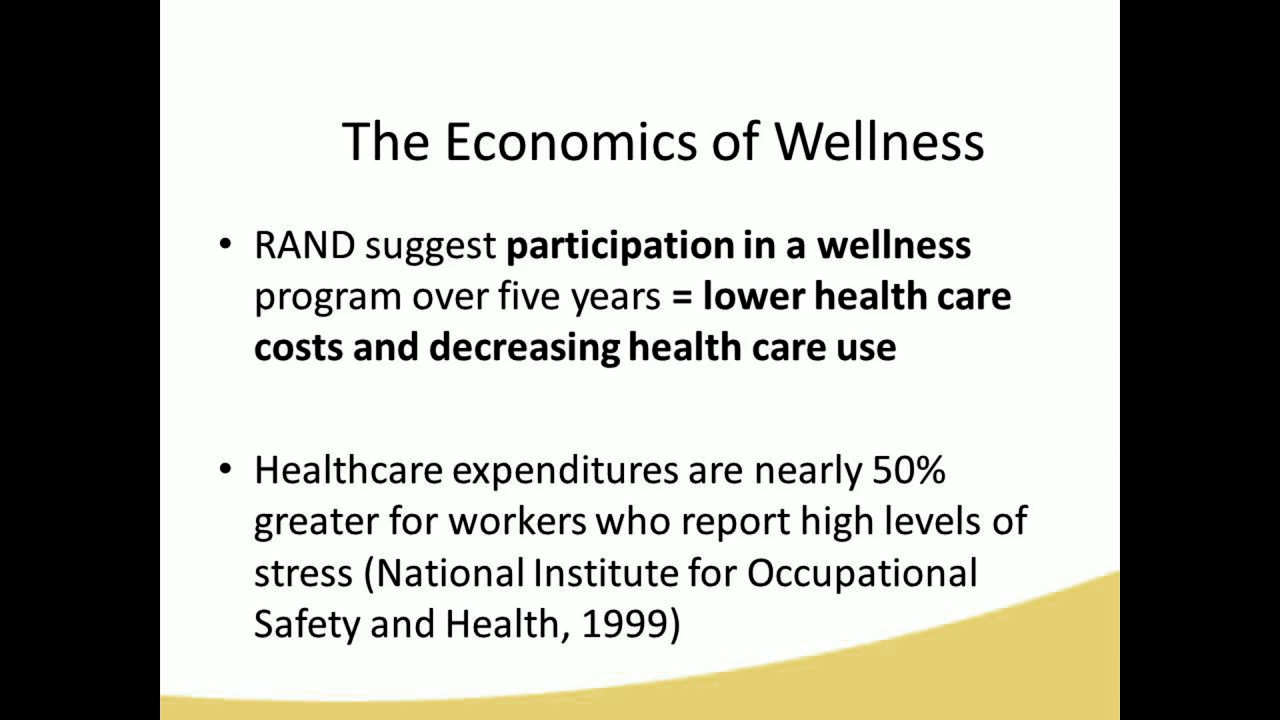 The Economics of Wellness
• RAND suggest participation in a wellness
program over five years = lower health care
costs and decreasing health care use
• Healthcare expenditures are nearly 50%
greater for workers who report high levels of
stress (National Institute for Occupational
Safety and Health, 1999)